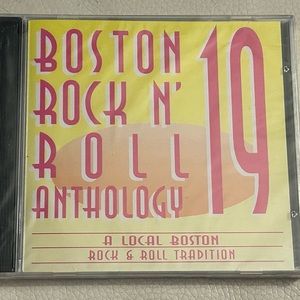 BOSTON
ROCK N'
ROLL
ANTHOLOGY
19
A LOCAL BOSTON
ROCK & ROLL TRADITION